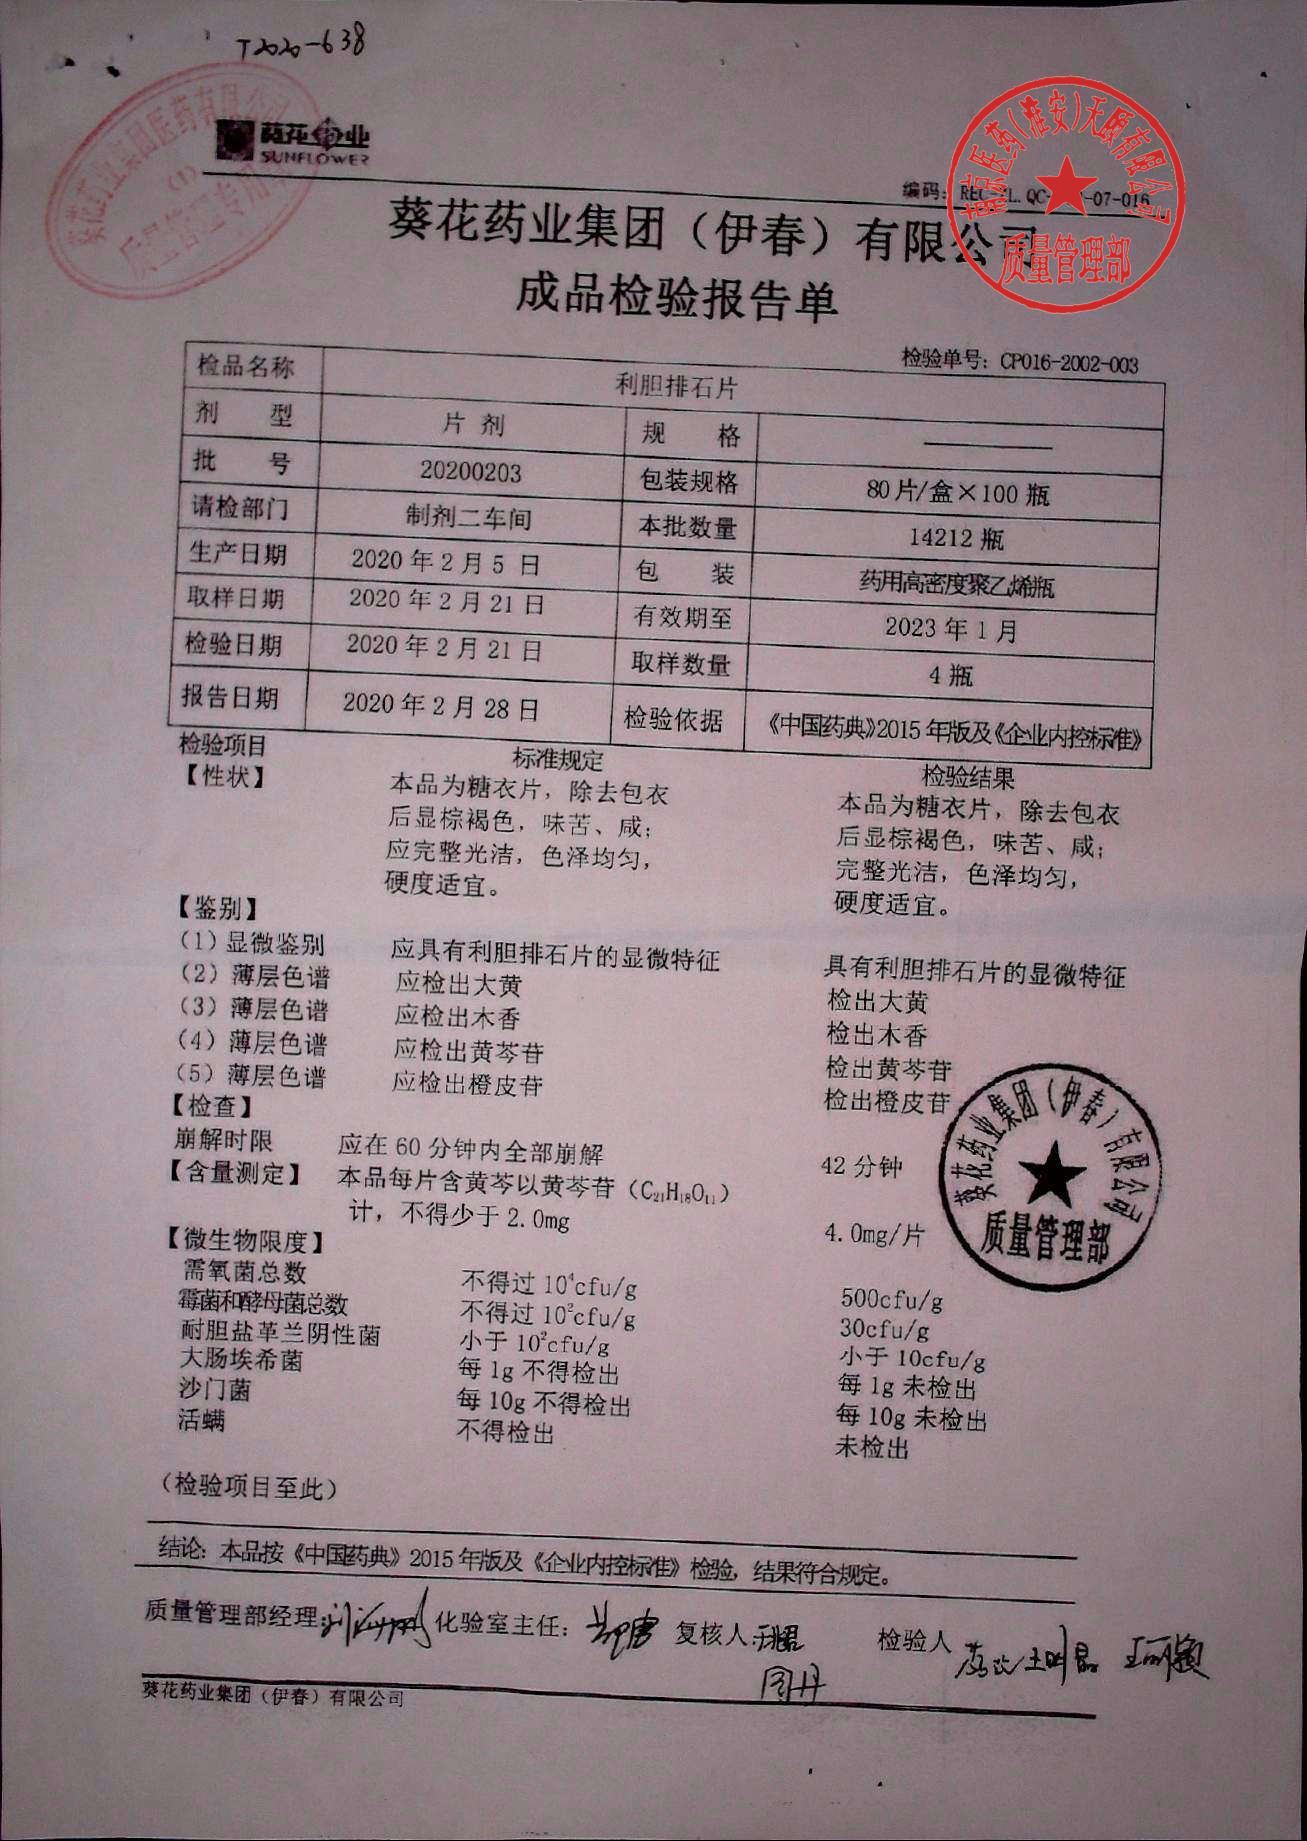 T2020-638
葵花药业
SUNFLOWER
葵花药业集团医药有限公司
(1)
南京医药(淮安)天颐有限公司
质量管理部
编码: REC-
QC-
-07-016
葵花药业集团（伊春）有限公司
成品检验报告单
检验单号: CP016-2002-003
检品名称 利胆排石片
剂 型 片 剂 规 格 ————
批 号 20200203 包装规格 80片/盒×100瓶
请检部门 制剂二车间 本批数量 14212瓶
生产日期 2020年2月5日 包 装 药用高密度聚乙烯瓶
取样日期 2020年2月21日 有效期至 2023年1月
检验日期 2020年2月21日 取样数量 4瓶
报告日期 2020年2月28日 检验依据 《中国药典》2015年版及《企业内控标准》
检验项目 标准规定 检验结果
【性状】 本品为糖衣片，除去包衣 本品为糖衣片，除去包衣
后显棕褐色，味苦、咸； 后显棕褐色，味苦、咸；
应完整光洁，色泽均匀， 完整光洁，色泽均匀，
硬度适宜。 硬度适宜。
【鉴别】
(1) 显微鉴别 应具有利胆排石片的显微特征 具有利胆排石片的显微特征
(2) 薄层色谱 应检出大黄 检出大黄
(3) 薄层色谱 应检出木香 检出木香
(4) 薄层色谱 应检出黄芩苷 检出黄芩苷
(5) 薄层色谱 应检出橙皮苷 检出橙皮苷
【检查】
崩解时限 应在60分钟内全部崩解 42分钟
【含量测定】 本品每片含黄芩以黄芩苷（C₂₁H₁₈O₁₁）
计，不得少于2.0mg 4.0mg/片
【微生物限度】
需氧菌总数 不得过10⁴cfu/g 500cfu/g
霉菌和酵母菌总数 不得过10²cfu/g 30cfu/g
耐胆盐革兰阴性菌 小于10²cfu/g 小于10cfu/g
大肠埃希菌 每1g不得检出 每1g未检出
沙门菌 每10g不得检出 每10g未检出
活螨 不得检出 未检出
葵花药业集团(伊春)有限公司
质量管理部
（检验项目至此）
结论: 本品按《中国药典》2015年版及《企业内控标准》检验, 结果符合规定。
质量管理部经理: 化验室主任: 复核人: 检验人
葵花药业集团（伊春）有限公司